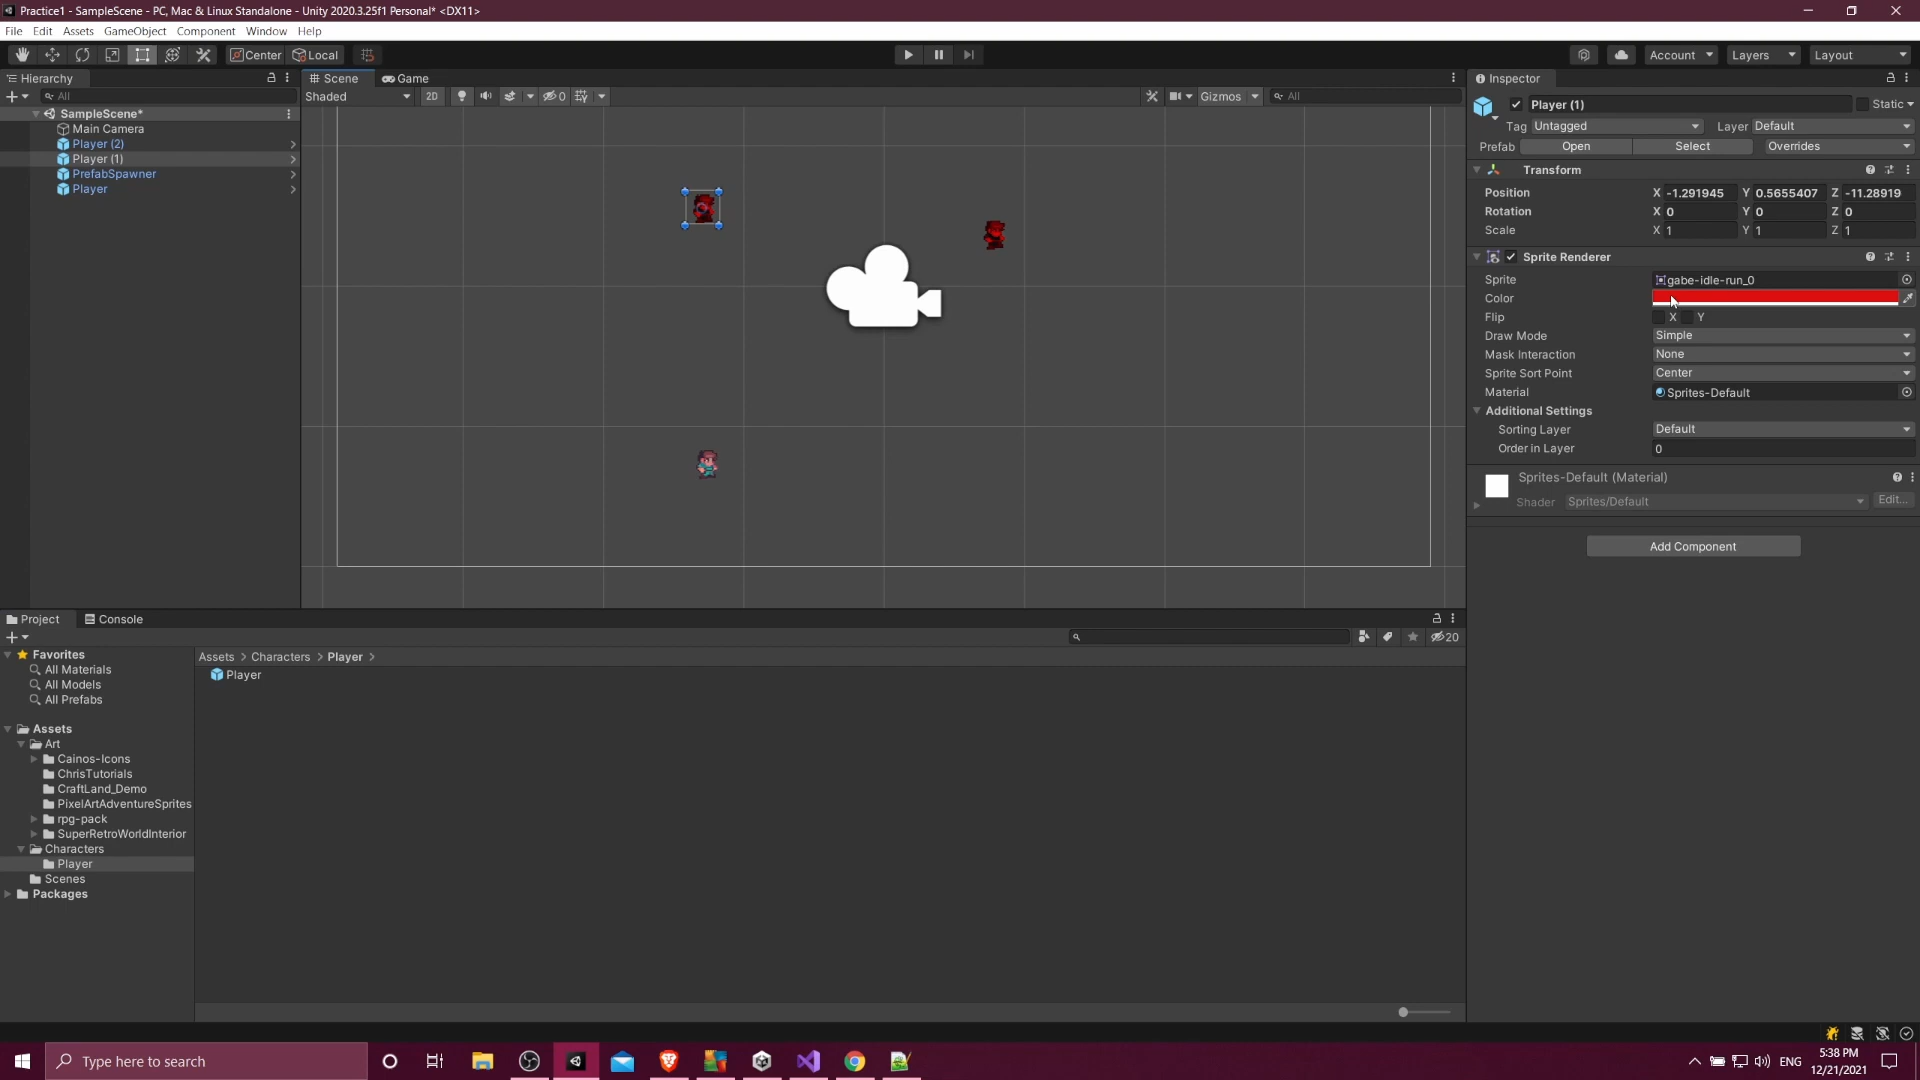 Practice1 - SampleScene - PC, Mac & Linux Standalone - Unity 2020.3.25f1 Personal* <DX11>
File Edit Assets GameObject Component Window Help
Center Local Account Layers Layout
Hierarchy
All
SampleScene*
Main Camera
Player (2)
Player (1)
PrefabSpawner
Player
Scene Game
Shaded 2D 0 Gizmos All
Inspector
Player (1) Static
Tag Untagged Layer Default
Prefab Open Select Overrides
Transform
Position X -1.291945 Y 0.5655407 Z -11.28919
Rotation X 0 Y 0 Z 0
Scale X 1 Y 1 Z 1
Sprite Renderer
Sprite gabe-idle-run_0
Color
Flip X Y
Draw Mode Simple
Mask Interaction None
Sprite Sort Point Center
Material Sprites-Default
Additional Settings
Sorting Layer Default
Order in Layer 0
Sprites-Default (Material)
Shader Sprites/Default Edit...
Add Component
Project Console
20
Favorites
All Materials
All Models
All Prefabs
Assets
Art
Cainos-Icons
ChrisTutorials
CraftLand_Demo
PixelArtAdventureSprites
rpg-pack
SuperRetroWorldInterior
Characters
Player
Scenes
Packages
Assets > Characters > Player >
Player
Type here to search
ENG
5:38 PM
12/21/2021